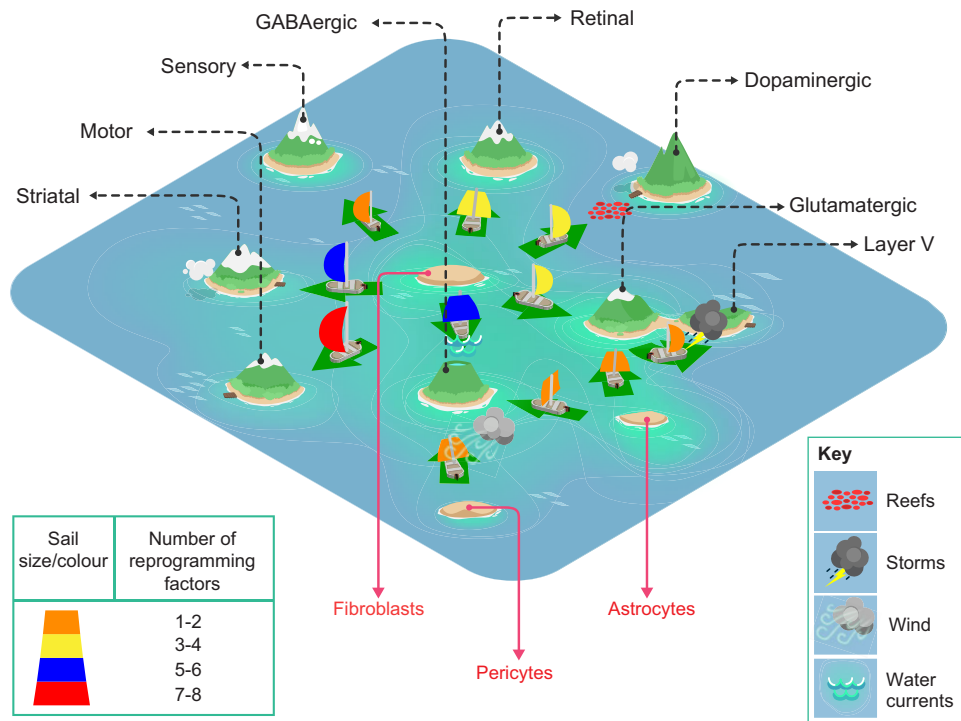 GABAergic
Retinal
Sensory
Dopaminergic
Motor
Striatal
Glutamatergic
Layer V
Fibroblasts
Astrocytes
Pericytes
Sail
size/colour
Number of
reprogramming
factors
1-2
3-4
5-6
7-8
Key
Reefs
Storms
Wind
Water
currents